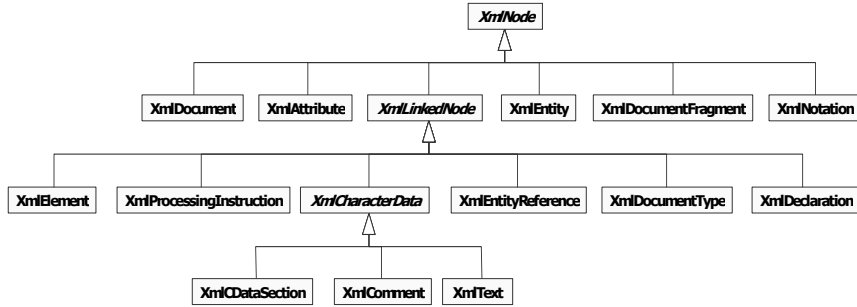 XmlNode
XmlDocument XmlAttribute XmlLinkedNode XmlEntity XmlDocumentFragment XmlNotation
XmlElement XmlProcessingInstruction XmlCharacterData XmlEntityReference XmlDocumentType XmlDeclaration
XmlCDataSection XmlComment XmlText